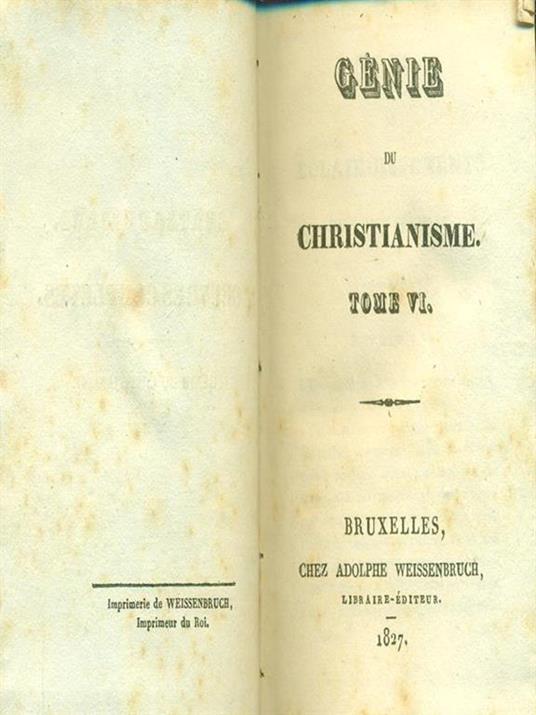 Imprimerie de WEISSENBRUCH,
Imprimeur du Roi.
GÉNIE
DU
CHRISTIANISME.
TOME VI.
BRUXELLES,
CHEZ ADOLPHE WEISSENBRUCH,
LIBRAIRE-ÉDITEUR.
1827.